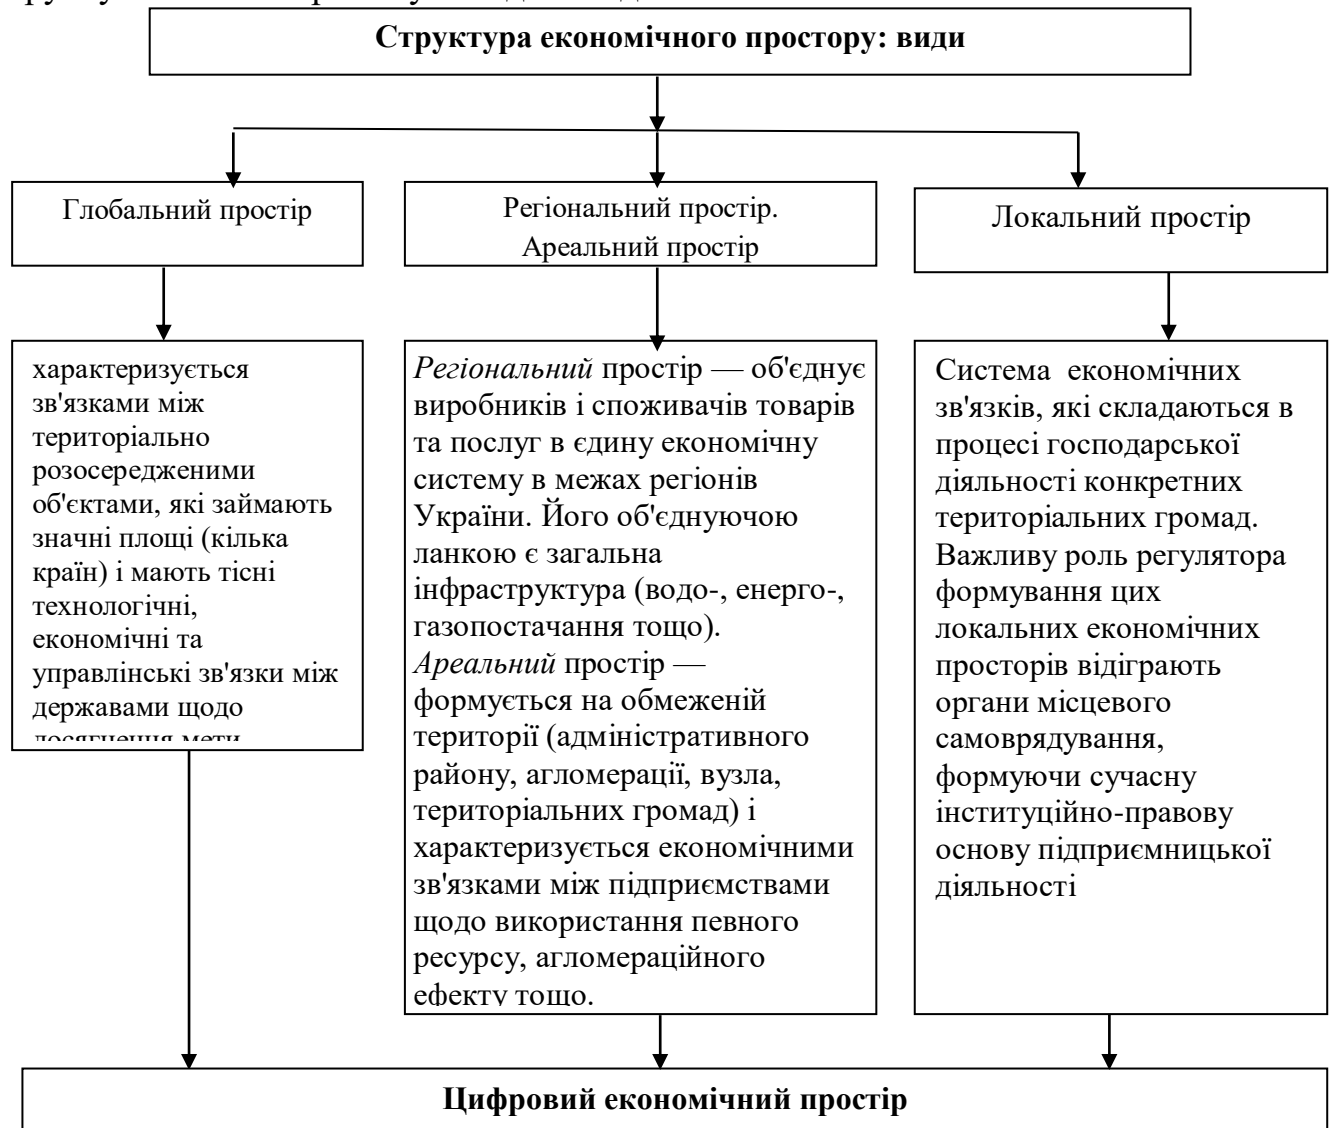 Структура економічного простору: види
Глобальний простір
Регіональний простір.
Ареальний простір
Локальний простір
характеризується
зв'язками між
територіально
розосередженими
об'єктами, які займають
значні площі (кілька
країн) і мають тісні
технологічні,
економічні та
управлінські зв'язки між
державами щодо
досягнення мети
Регіональний простір — об'єднує
виробників і споживачів товарів
та послуг в єдину економічну
систему в межах регіонів
України. Його об'єднуючою
ланкою є загальна
інфраструктура (водо-, енерго-,
газопостачання тощо).
Ареальний простір —
формується на обмеженій
території (адміністративного
району, агломерації, вузла,
територіальних громад) і
характеризується економічними
зв'язками між підприємствами
щодо використання певного
ресурсу, агломераційного
ефекту тощо.
Система економічних
зв'язків, які складаються в
процесі господарської
діяльності конкретних
територіальних громад.
Важливу роль регулятора
формування цих
локальних економічних
просторів відіграють
органи місцевого
самоврядування,
формуючи сучасну
інституційно-правову
основу підприємницької
діяльності
Цифровий економічний простір